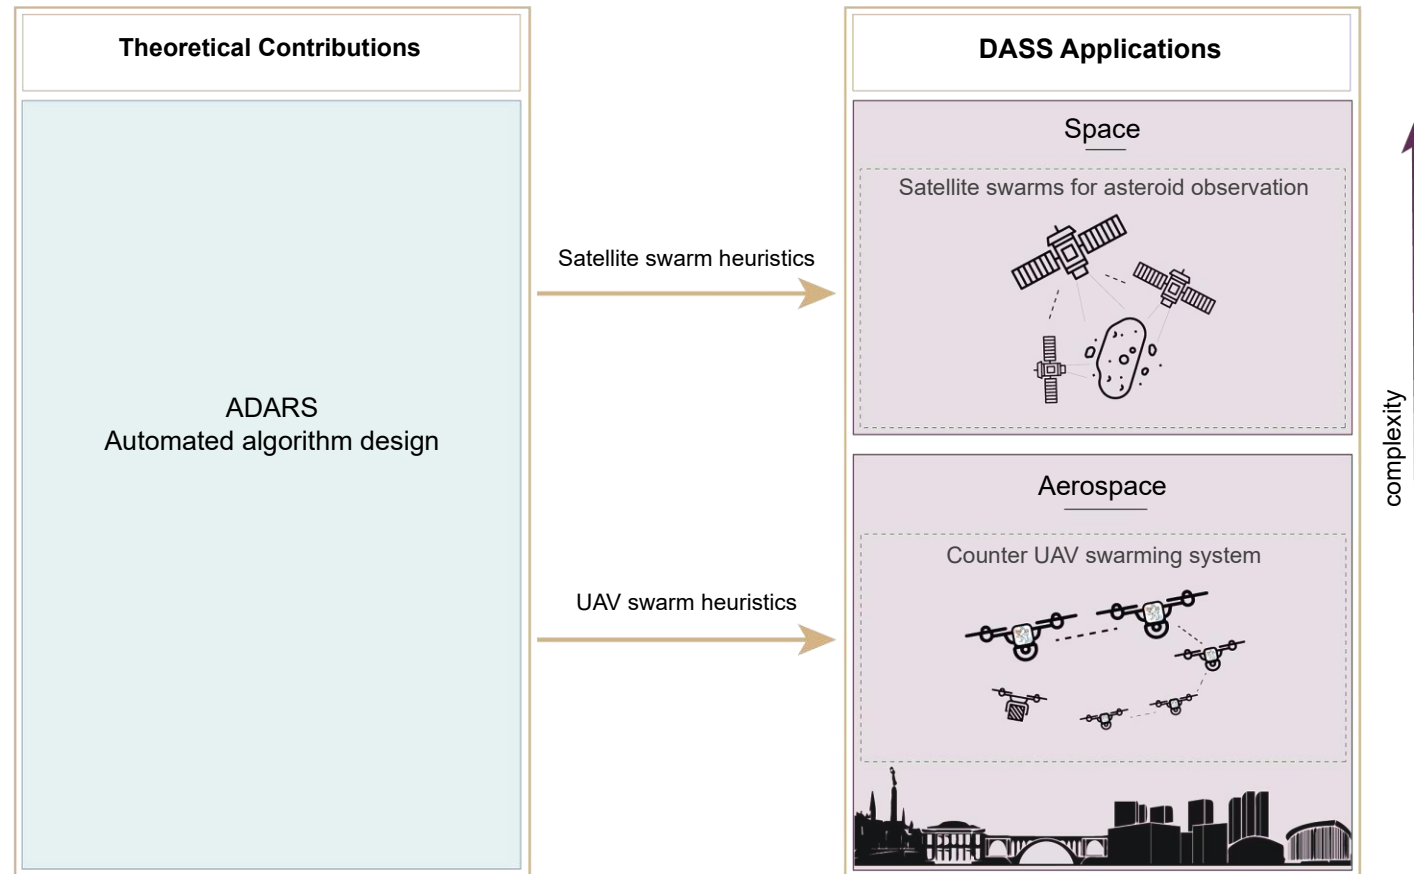 Theoretical Contributions
ADARS
Automated algorithm design
Satellite swarm heuristics
UAV swarm heuristics
DASS Applications
Space
Satellite swarms for asteroid observation
Aerospace
Counter UAV swarming system
complexity